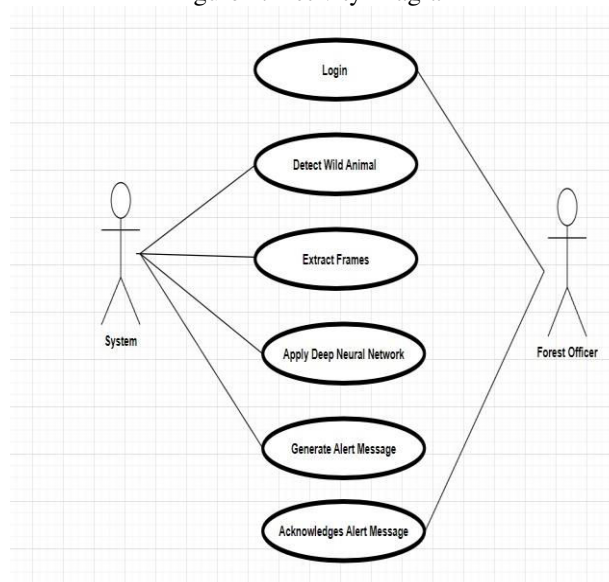 Login
Detect Wild Animal
Extract Frames
System
Forest Officer
Apply Deep Neural Network
Generate Alert Message
Acknowledges Alert Message